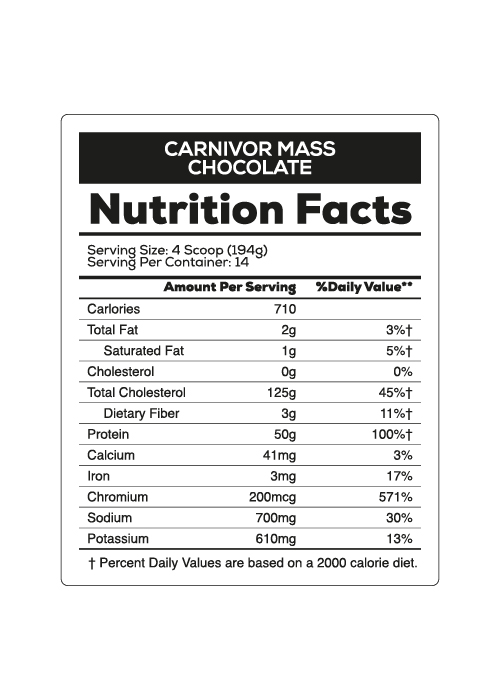 CARNIVOR MASS
CHOCOLATE
Nutrition Facts
Serving Size: 4 Scoop (194g)
Serving Per Container: 14
Amount Per Serving %Daily Value**
Carlories 710
Total Fat 2g 3%†
Saturated Fat 1g 5%†
Cholesterol 0g 0%
Total Cholesterol 125g 45%†
Dietary Fiber 3g 11%†
Protein 50g 100%†
Calcium 41mg 3%
Iron 3mg 17%
Chromium 200mcg 571%
Sodium 700mg 30%
Potassium 610mg 13%
† Percent Daily Values are based on a 2000 calorie diet.